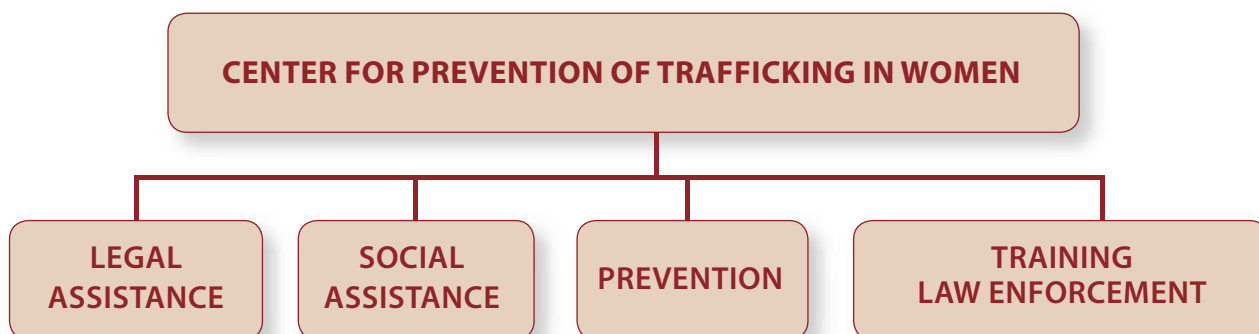 CENTER FOR PREVENTION OF TRAFFICKING IN WOMEN
LEGAL
ASSISTANCE
SOCIAL
ASSISTANCE
PREVENTION
TRAINING
LAW ENFORCEMENT